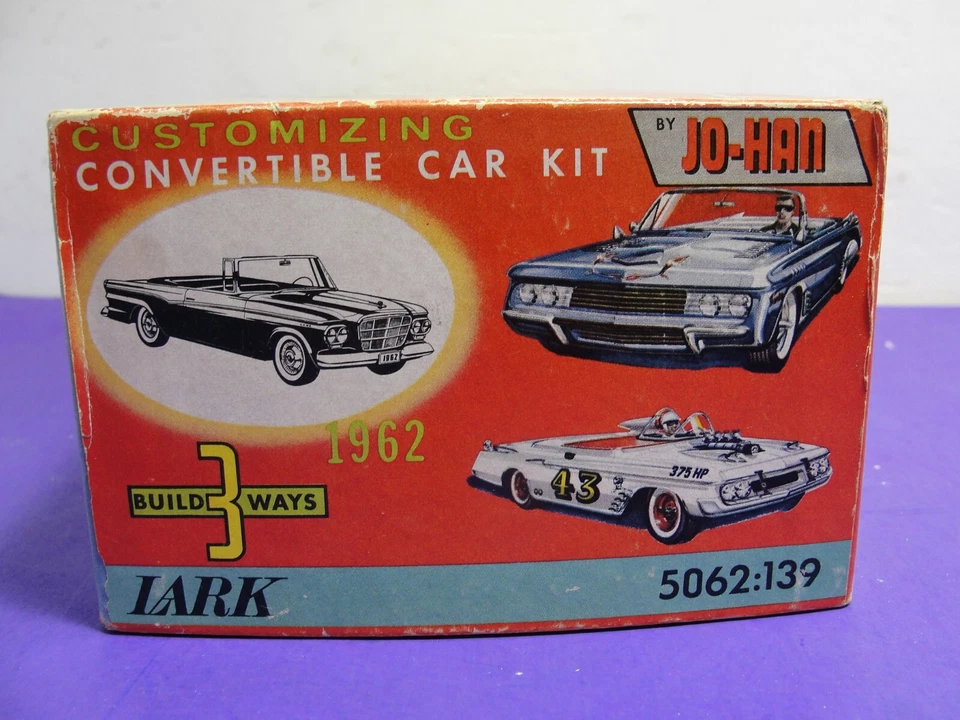 CUSTOMIZING
CONVERTIBLE CAR KIT
BY JO-HAN
1962
1962
BUILD 3 WAYS
375 HP
43
LARK
5062:139